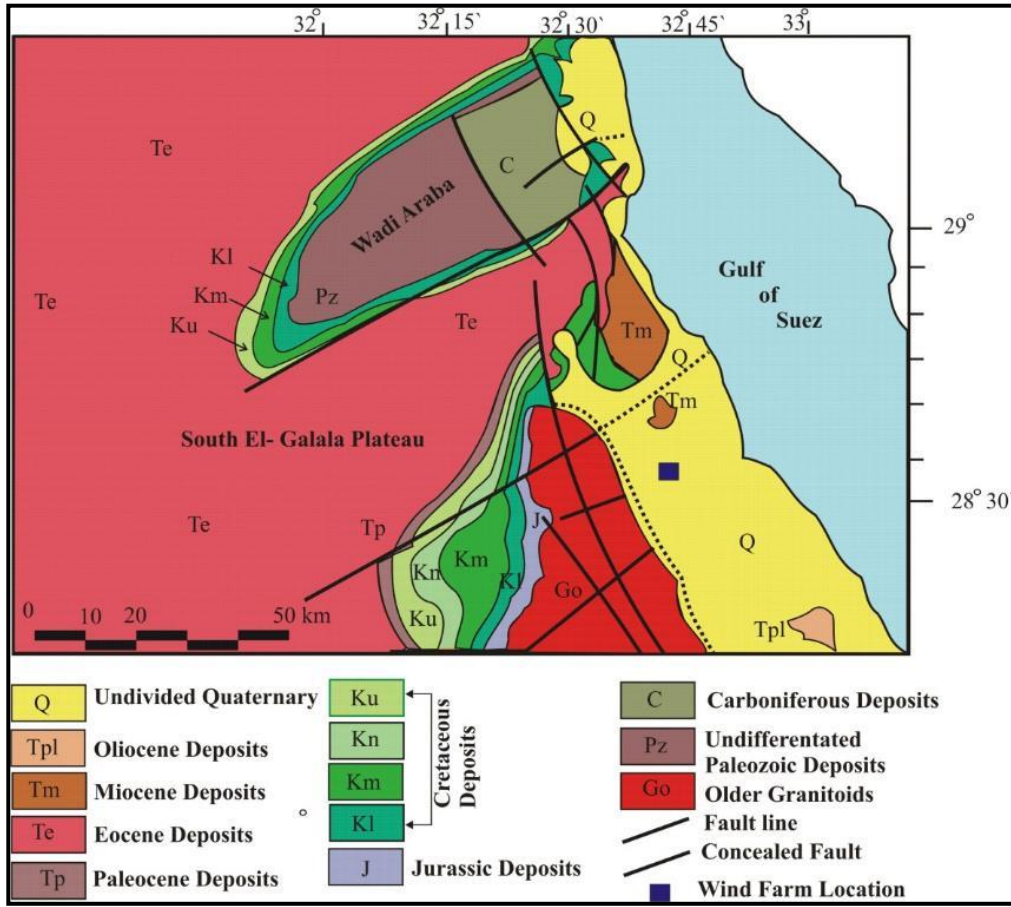 32° 32° 15' 32° 30' 32° 45' 33°
Te
Q
C
Wadi Araba
29°
Kl
Gulf
of
Suez
Te
Km
Pz
Te
Ku
Tm
Q
Tm
South El- Galala Plateau
28° 30'
Te
Tp
J
Q
Kn
Km
Kl
Go
Ku
Tpl
0 10 20 50 km
Q Undivided Quaternary
Tpl Oliocene Deposits
Tm Miocene Deposits
Te Eocene Deposits
Tp Paleocene Deposits
Ku
Kn
Km
Kl
Cretaceous
Deposits
J Jurassic Deposits
C Carboniferous Deposits
Pz Undifferentated
Paleozoic Deposits
Go Older Granitoids
Fault line
Concealed Fault
Wind Farm Location